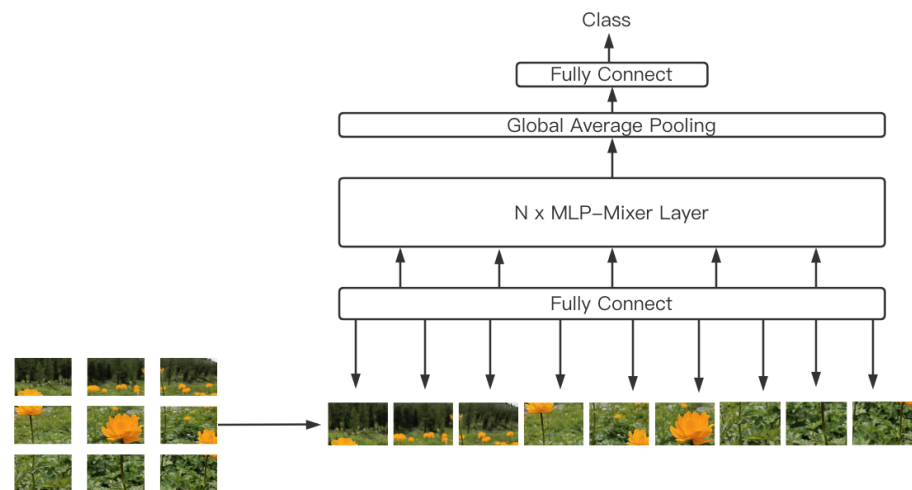 Class
Fully Connect
Global Average Pooling
N x MLP–Mixer Layer
Fully Connect